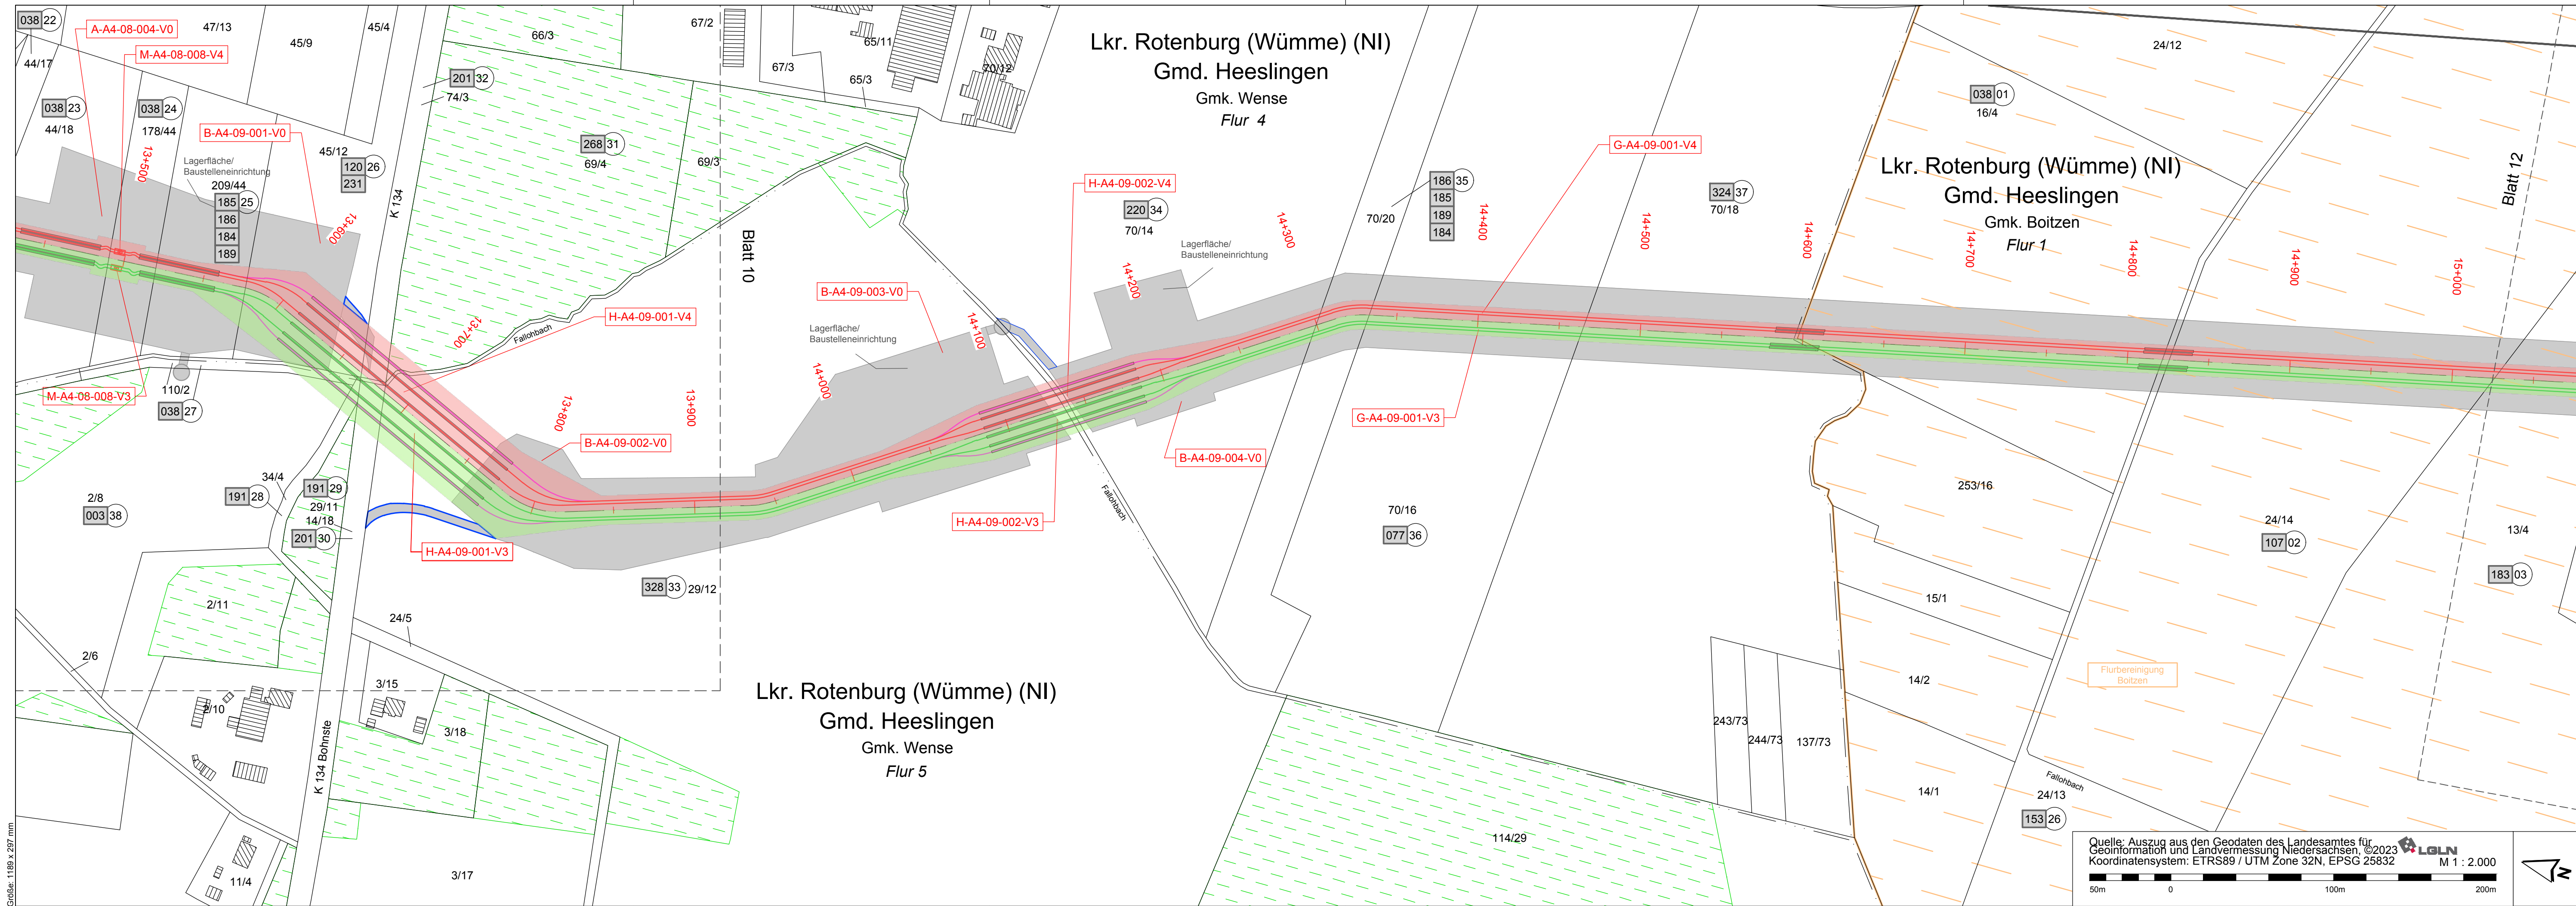 038 22
44/17
A-A4-08-004-V0
M-A4-08-008-V4
47/13
45/9
45/4
66/3
67/2
67/3
65/3
65/11
70/12
201 32
74/3
038 23
44/18
038 24
178/44
B-A4-09-001-V0
45/12
120 26
231
Lagerfläche/
Baustelleneinrichtung
209/44
185 25
186
184
189
K 134
268 31
69/4
69/3
13+500
13+600
13+700
13+800
13+900
14+000
14+100
14+200
14+300
14+400
14+500
14+600
14+700
14+800
14+900
15+000
Blatt 10
Blatt 12
Lkr. Rotenburg (Wümme) (NI)
Gmd. Heeslingen
Gmk. Wense
Flur 4
H-A4-09-002-V4
220 34
70/14
Lagerfläche/
Baustelleneinrichtung
70/20
186 35
185
189
184
G-A4-09-001-V4
324 37
70/18
24/12
038 01
16/4
Lkr. Rotenburg (Wümme) (NI)
Gmd. Heeslingen
Gmk. Boitzen
Flur 1
B-A4-09-003-V0
Lagerfläche/
Baustelleneinrichtung
H-A4-09-001-V4
Fallohbach
M-A4-08-008-V3
110/2
038 27
B-A4-09-002-V0
B-A4-09-004-V0
G-A4-09-001-V3
H-A4-09-002-V3
Fallohbach
H-A4-09-001-V3
2/8
003 38
34/4
191 28
191 29
29/11
14/18
201 30
328 33 29/12
70/16
077 36
253/16
24/14
107 02
13/4
183 03
2/11
24/5
2/6
2/10
3/15
3/18
K 134 Bohnste
11/4
3/17
Lkr. Rotenburg (Wümme) (NI)
Gmd. Heeslingen
Gmk. Wense
Flur 5
15/1
14/2
14/1
Flurbereinigung
Boitzen
243/73
244/73
137/73
114/29
Fallohbach
24/13
153 26
Quelle: Auszug aus den Geodaten des Landesamtes für
Geoinformation und Landvermessung Niedersachsen, ©2023 LGLN
Koordinatensystem: ETRS89 / UTM Zone 32N, EPSG 25832 M 1 : 2.000
50m 0 100m 200m
N
Größe: 1189 x 297 mm